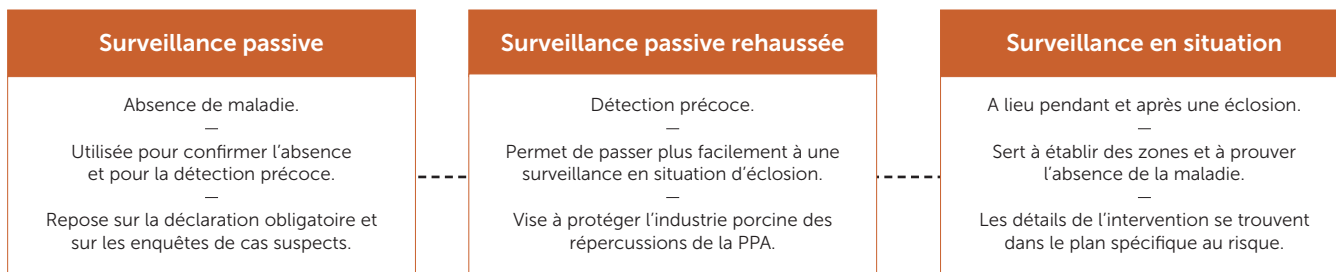 Surveillance passive
Absence de maladie.
—
Utilisée pour confirmer l'absence
et pour la détection précoce.
—
Repose sur la déclaration obligatoire et
sur les enquêtes de cas suspects.
Surveillance passive rehaussée
Détection précoce.
—
Permet de passer plus facilement à une
surveillance en situation d'éclosion.
—
Vise à protéger l'industrie porcine des
répercussions de la PPA.
Surveillance en situation
A lieu pendant et après une éclosion.
—
Sert à établir des zones et à prouver
l'absence de la maladie.
—
Les détails de l'intervention se trouvent
dans le plan spécifique au risque.